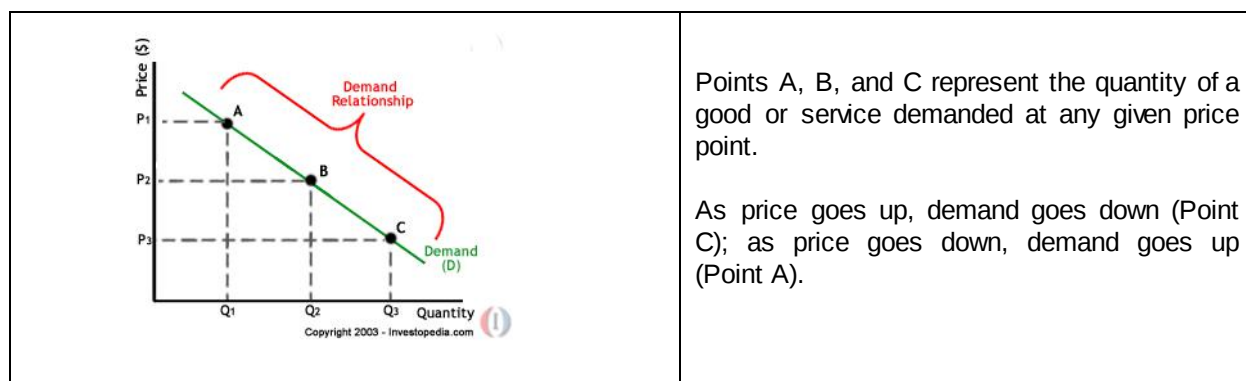 Price ($)
Demand
Relationship
A
P1
B
P2
C
P3
Demand
(D)
Q1 Q2 Q3 Quantity
Copyright 2003 - Investopedia.com
Points A, B, and C represent the quantity of a
good or service demanded at any given price
point.
As price goes up, demand goes down (Point
C); as price goes down, demand goes up
(Point A).